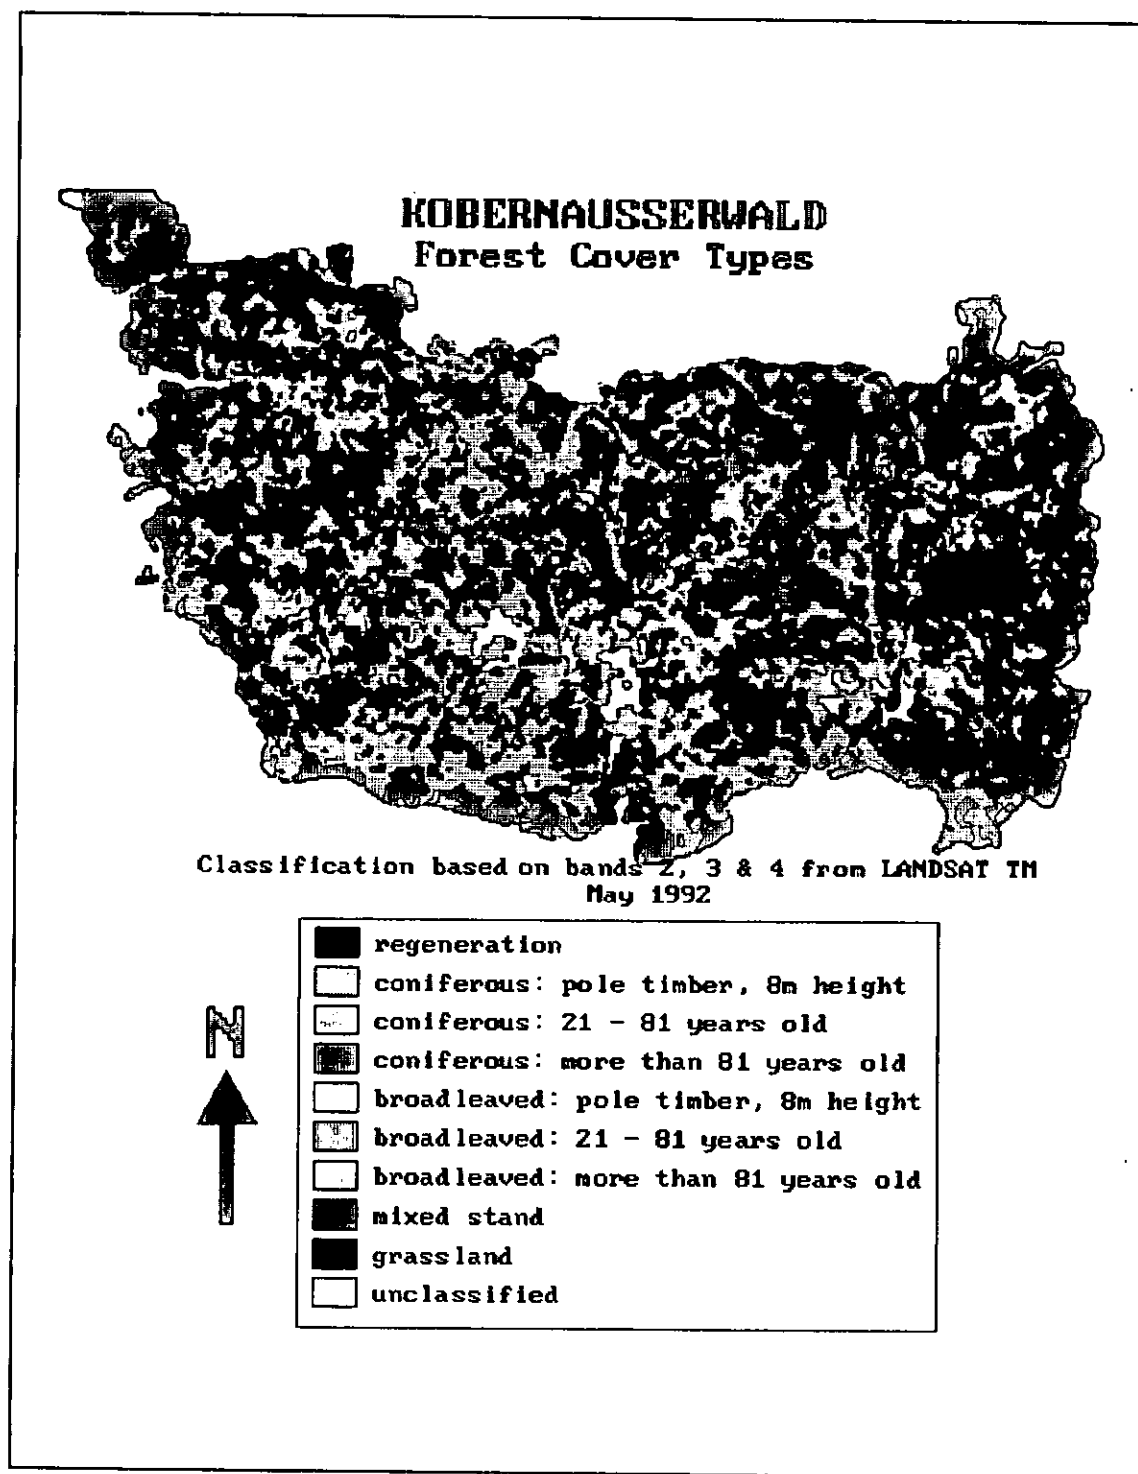 KOBERNAUSSERWALD
Forest Cover Types
Classification based on bands 2, 3 & 4 from LANDSAT TM
May 1992
regeneration
coniferous: pole timber, 8m height
coniferous: 21 - 81 years old
coniferous: more than 81 years old
broadleaved: pole timber, 8m height
broadleaved: 21 - 81 years old
broadleaved: more than 81 years old
mixed stand
grassland
unclassified
N